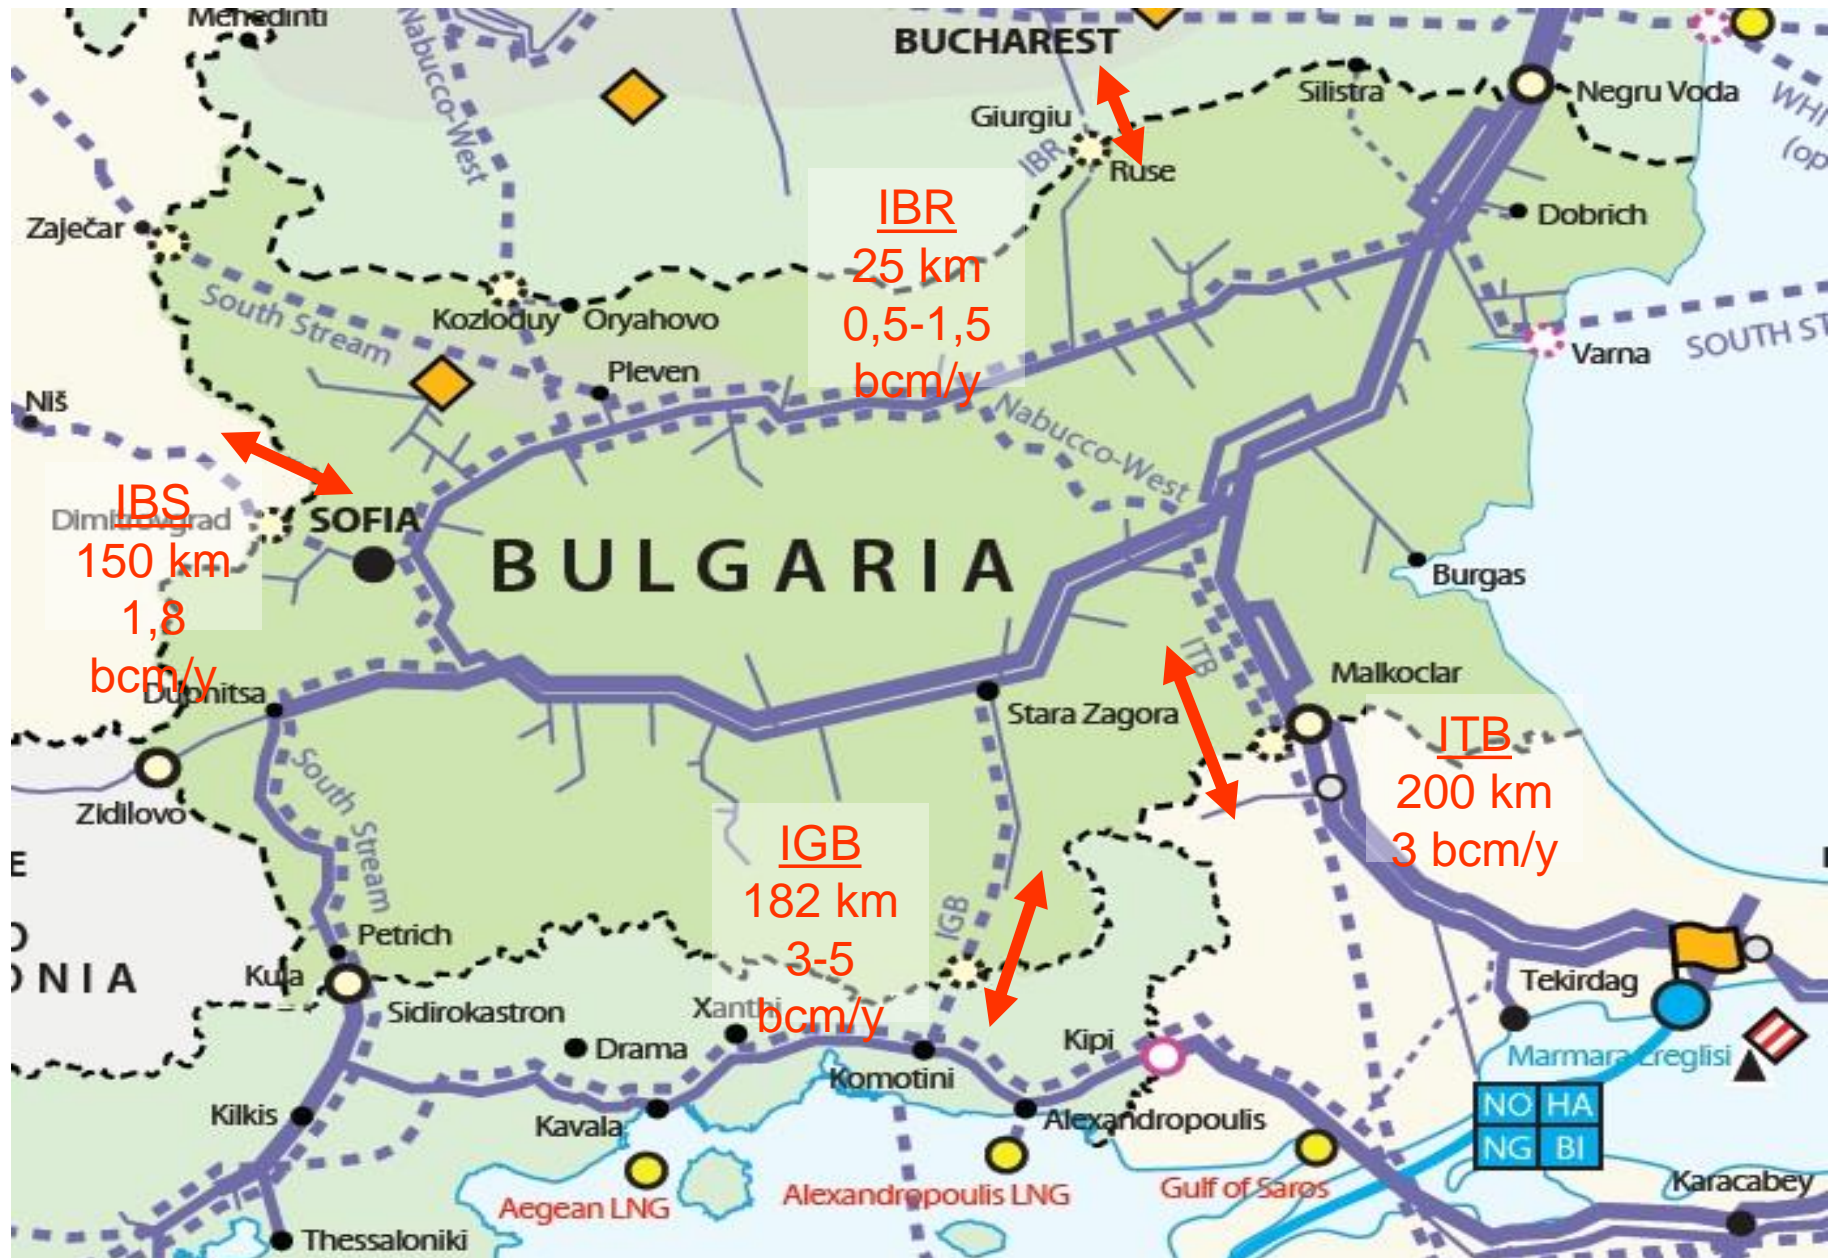 Mehedinti
BUCHAREST
Nabucco-West
Giurgiu
Silistra
Negru Voda
WHI
(op
IBR
Ruse
Zaječar
IBR
25 km
0,5-1,5
bcm/y
Dobrich
South Stream
Kozloduy
Oryahovo
Pleven
Varna
SOUTH ST
Niš
Nabucco-West
IBS
150 km
1,8
bcm/y
Dimitrovgrad
SOFIA
BULGARIA
Burgas
ITB
Malkoclar
Dupnitsa
Stara Zagora
ITB
200 km
3 bcm/y
South Stream
Zidilovo
IGB
182 km
3-5
bcm/y
E
O
ONIA
IGB
Petrich
Kula
Sidirokastron
Xanthi
Drama
Kipi
Tekirdag
Marmara Ereglisi
Komotini
Kilkis
Kavala
Alexandropoulis
NO HA
NG BI
Aegean LNG
Alexandropoulis LNG
Gulf of Saros
Karacabey
Thessaloniki